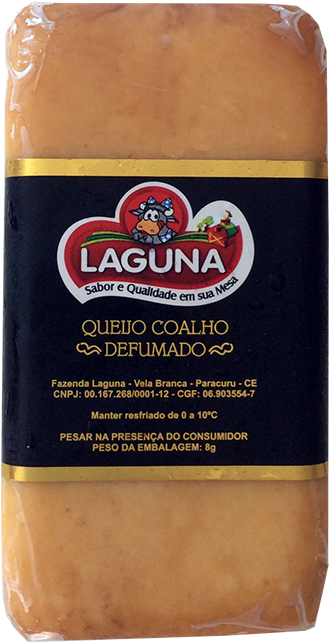 LAGUNA
Sabor e Qualidade em sua Mesa
QUEIJO COALHO
DEFUMADO
Fazenda Laguna - Vela Branca - Paracuru - CE
CNPJ: 00.167.268/0001-12 - CGF: 06.903554-7
Manter resfriado de 0 a 10ºC
PESAR NA PRESENÇA DO CONSUMIDOR
PESO DA EMBALAGEM: 8g